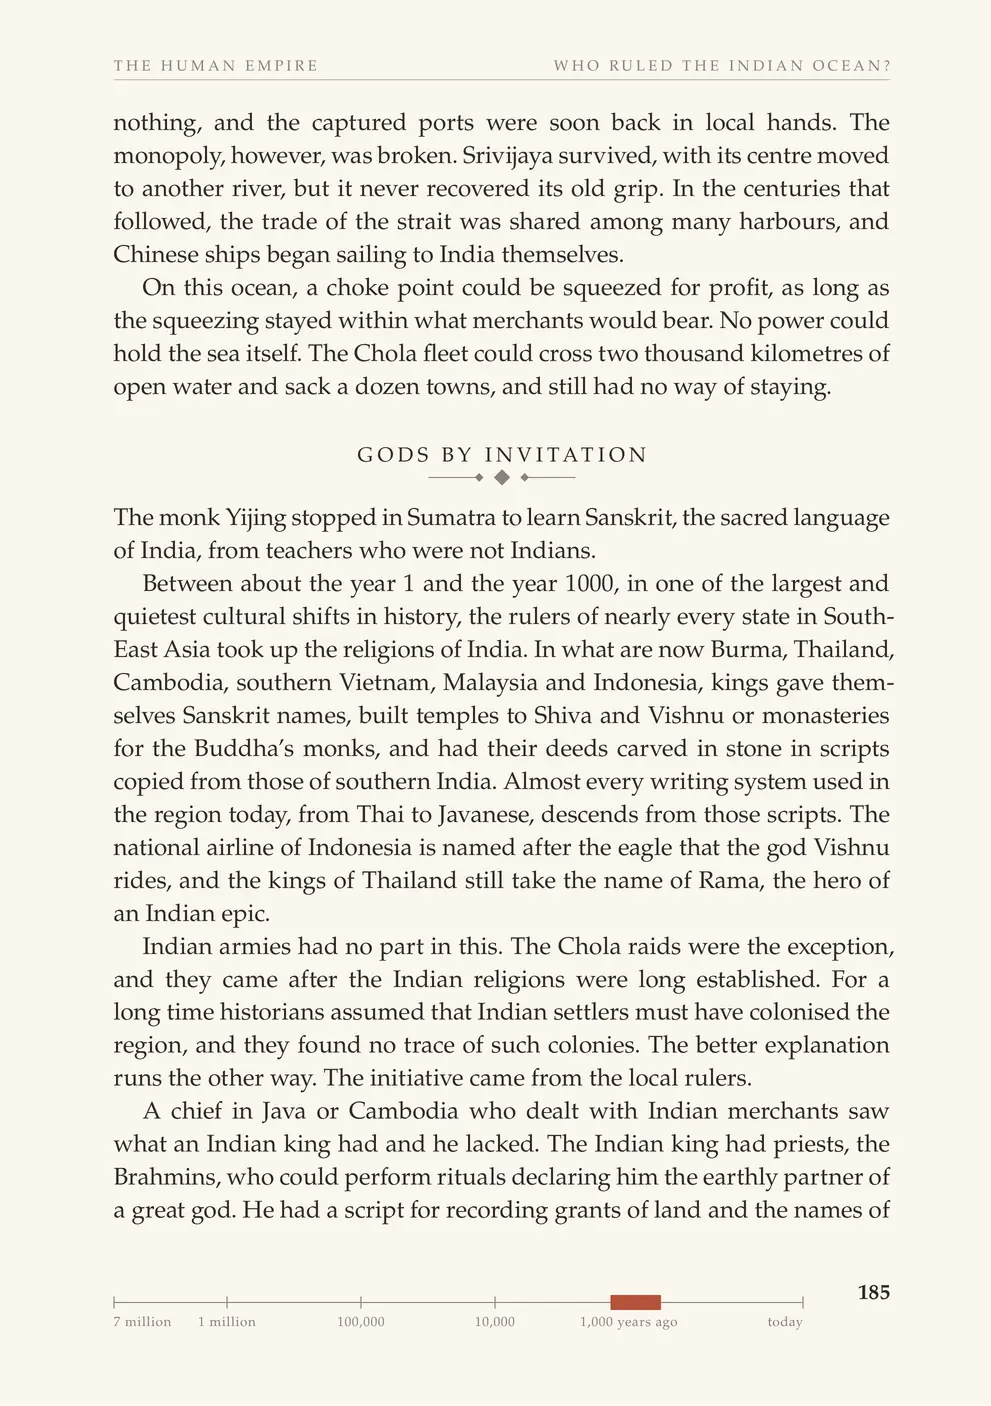 THE HUMAN EMPIRE
WHO RULED THE INDIAN OCEAN?
nothing, and the captured ports were soon back in local hands. The
monopoly, however, was broken. Srivijaya survived, with its centre moved
to another river, but it never recovered its old grip. In the centuries that
followed, the trade of the strait was shared among many harbours, and
Chinese ships began sailing to India themselves.
On this ocean, a choke point could be squeezed for profit, as long as
the squeezing stayed within what merchants would bear. No power could
hold the sea itself. The Chola fleet could cross two thousand kilometres of
open water and sack a dozen towns, and still had no way of staying.
GODS BY INVITATION
The monk Yijing stopped in Sumatra to learn Sanskrit, the sacred language
of India, from teachers who were not Indians.
Between about the year 1 and the year 1000, in one of the largest and
quietest cultural shifts in history, the rulers of nearly every state in South-
East Asia took up the religions of India. In what are now Burma, Thailand,
Cambodia, southern Vietnam, Malaysia and Indonesia, kings gave them-
selves Sanskrit names, built temples to Shiva and Vishnu or monasteries
for the Buddha’s monks, and had their deeds carved in stone in scripts
copied from those of southern India. Almost every writing system used in
the region today, from Thai to Javanese, descends from those scripts. The
national airline of Indonesia is named after the eagle that the god Vishnu
rides, and the kings of Thailand still take the name of Rama, the hero of
an Indian epic.
Indian armies had no part in this. The Chola raids were the exception,
and they came after the Indian religions were long established. For a
long time historians assumed that Indian settlers must have colonised the
region, and they found no trace of such colonies. The better explanation
runs the other way. The initiative came from the local rulers.
A chief in Java or Cambodia who dealt with Indian merchants saw
what an Indian king had and he lacked. The Indian king had priests, the
Brahmins, who could perform rituals declaring him the earthly partner of
a great god. He had a script for recording grants of land and the names of
185
7 million
1 million
100,000
10,000
1,000 years ago
today